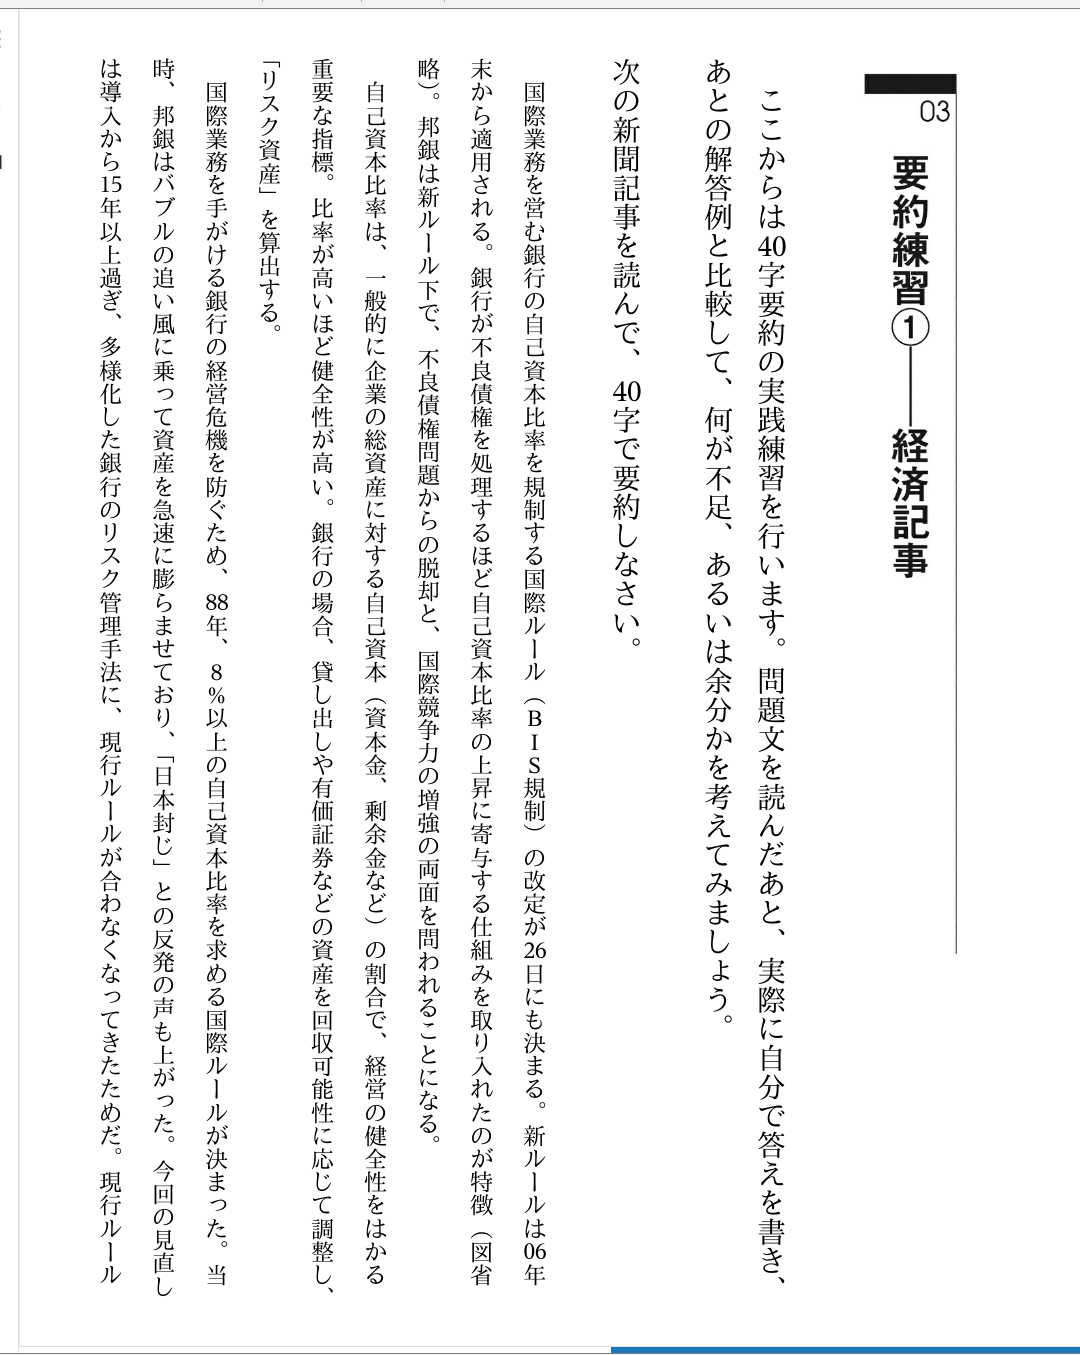 03
要約練習①――経済記事
ここからは40字要約の実践練習を行います。問題文を読んだあと、実際に自分で答えを書き、
あとの解答例と比較して、何が不足、あるいは余分かを考えてみましょう。
次の新聞記事を読んで、40字で要約しなさい。
国際業務を営む銀行の自己資本比率を規制する国際ルール（BIS規制）の改定が26日にも決まる。新ルールは06年
末から適用される。銀行が不良債権を処理するほど自己資本比率の上昇に寄与する仕組みを取り入れたのが特徴（図省
略）。邦銀は新ルール下で、不良債権問題からの脱却と、国際競争力の増強の両面を問われることになる。
自己資本比率は、一般的に企業の総資産に対する自己資本（資本金、剰余金など）の割合で、経営の健全性をはかる
重要な指標。比率が高いほど健全性が高い。銀行の場合、貸し出しや有価証券などの資産を回収可能性に応じて調整し、
「リスク資産」を算出する。
国際業務を手がける銀行の経営危機を防ぐため、88年、8％以上の自己資本比率を求める国際ルールが決まった。当
時、邦銀はバブルの追い風に乗って資産を急速に膨らませており、「日本封じ」との反発の声も上がった。今回の見直し
は導入から15年以上過ぎ、多様化した銀行のリスク管理手法に、現行ルールが合わなくなってきたためだ。現行ルール